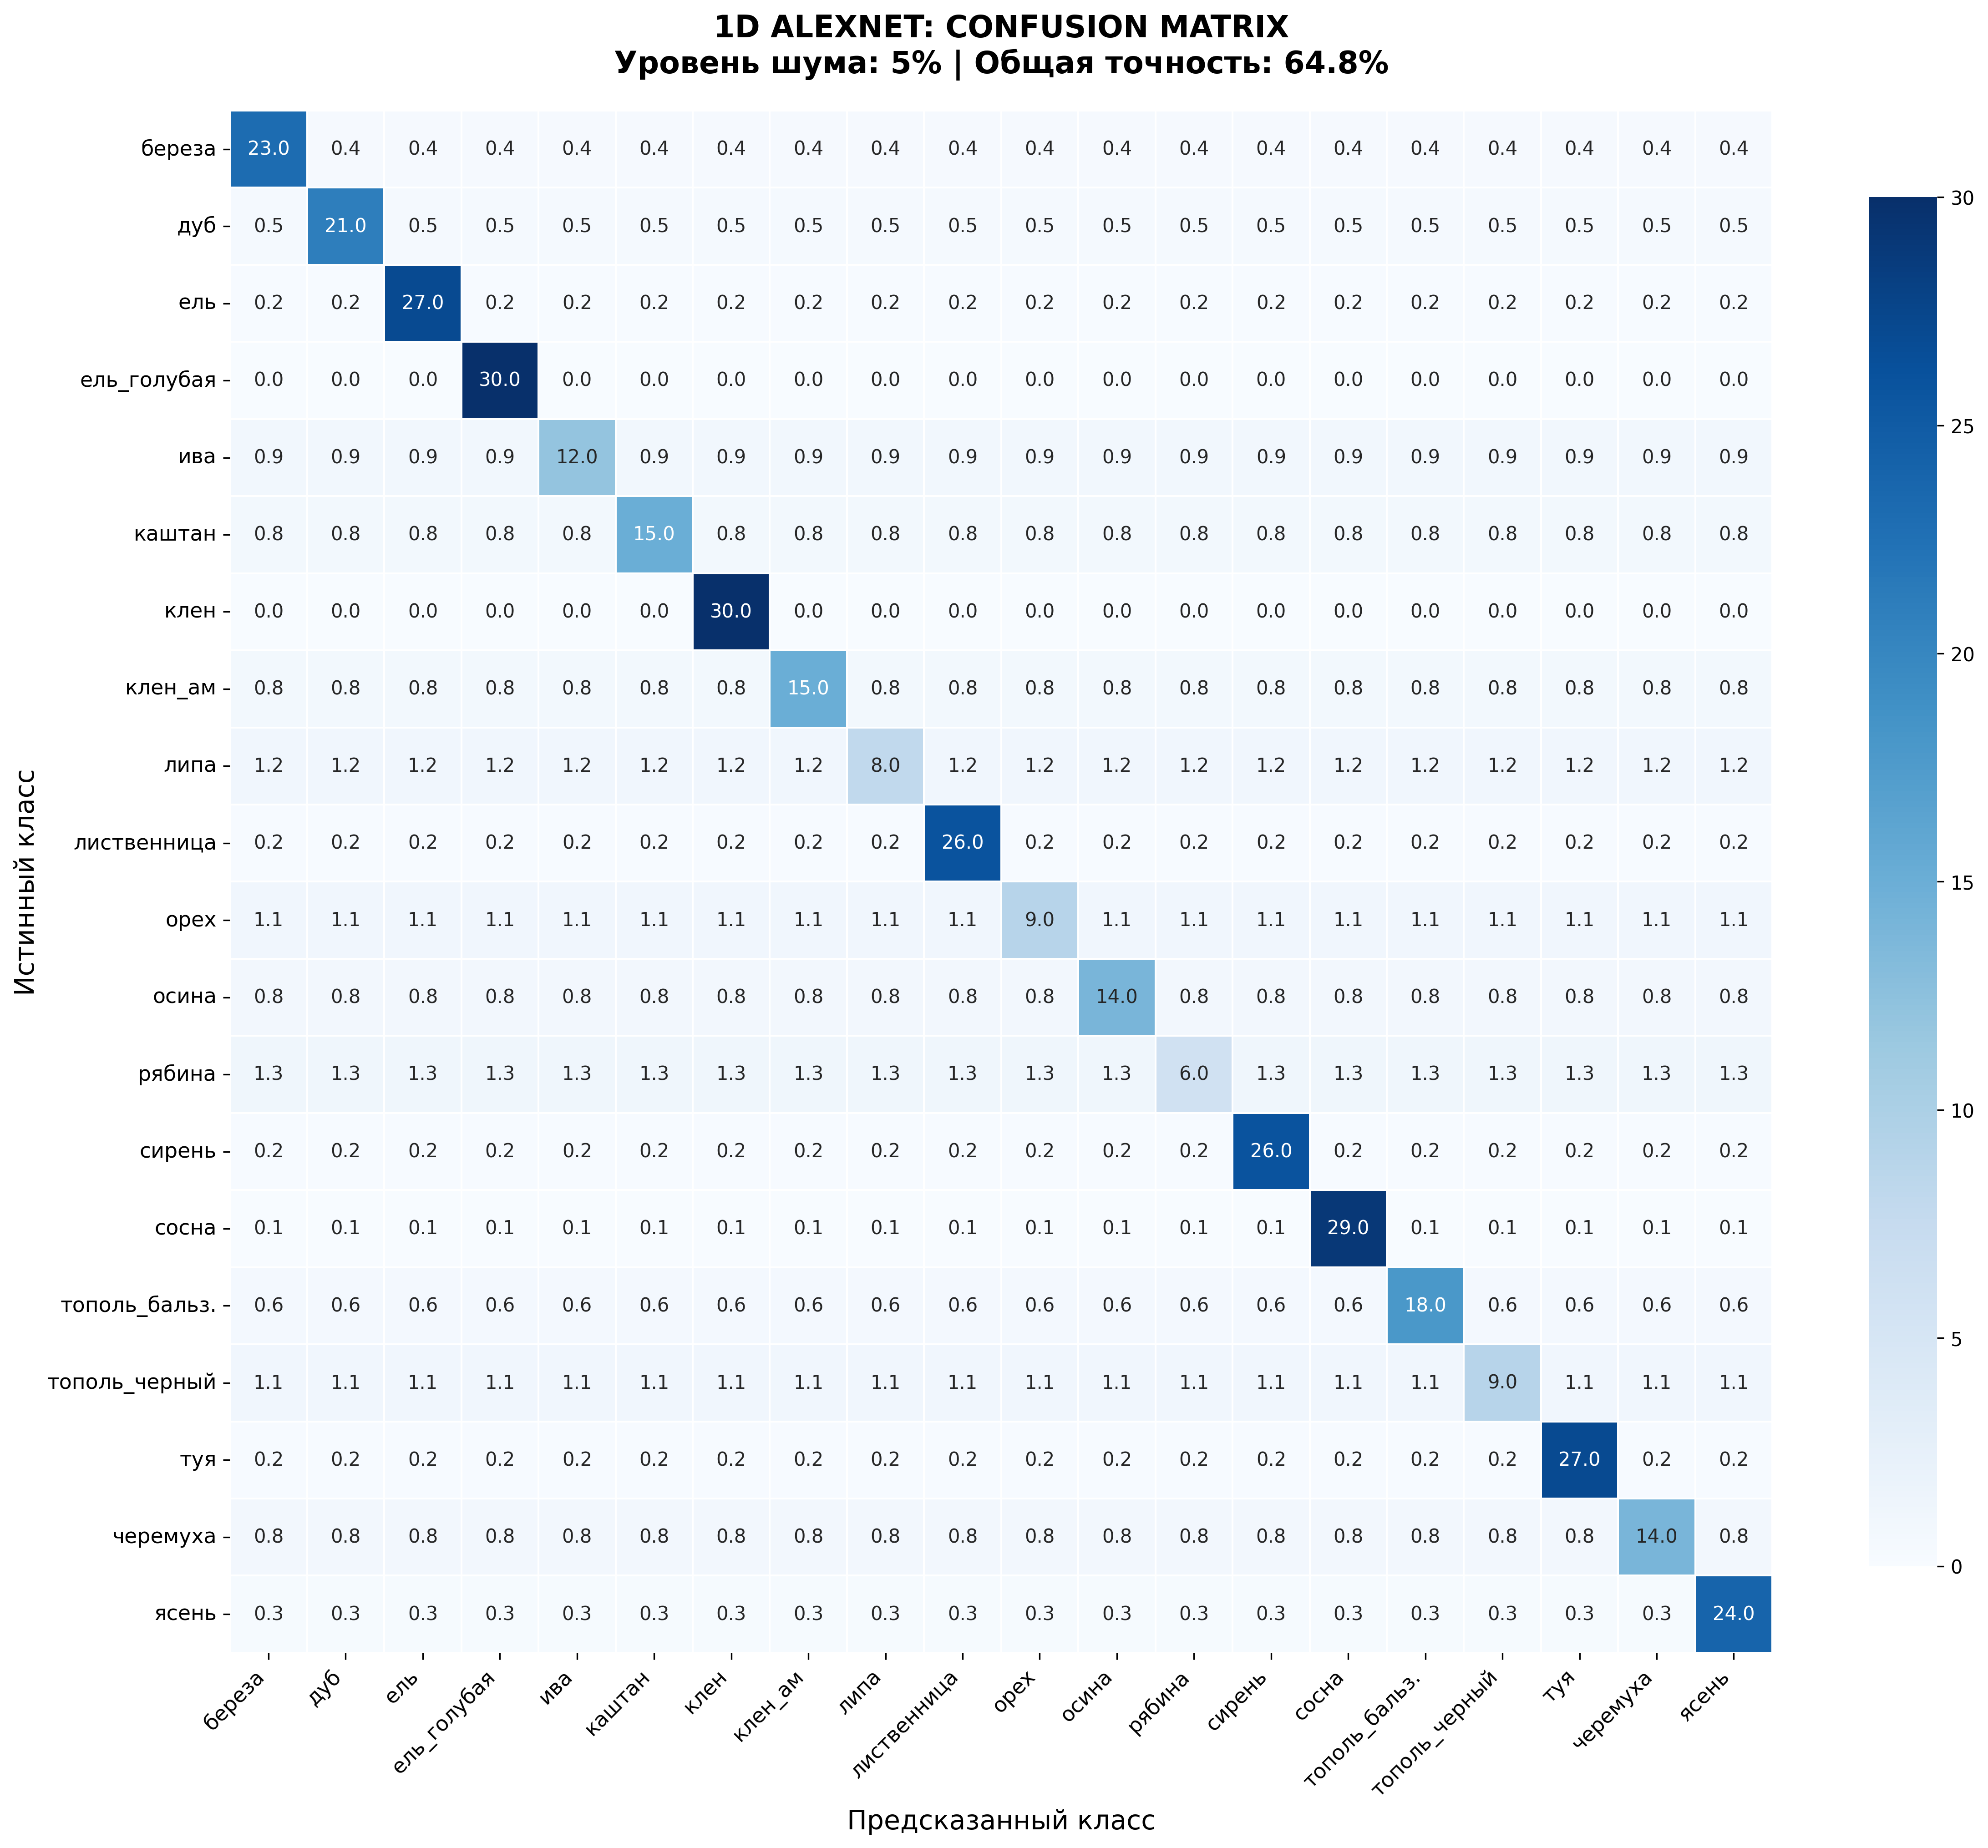 1D ALEXNET: CONFUSION MATRIX
Уровень шума: 5% | Общая точность: 64.8%
береза 23.0 0.4 0.4 0.4 0.4 0.4 0.4 0.4 0.4 0.4 0.4 0.4 0.4 0.4 0.4 0.4 0.4 0.4 0.4 0.4
дуб 0.5 21.0 0.5 0.5 0.5 0.5 0.5 0.5 0.5 0.5 0.5 0.5 0.5 0.5 0.5 0.5 0.5 0.5 0.5 0.5
ель 0.2 0.2 27.0 0.2 0.2 0.2 0.2 0.2 0.2 0.2 0.2 0.2 0.2 0.2 0.2 0.2 0.2 0.2 0.2 0.2
ель_голубая 0.0 0.0 0.0 30.0 0.0 0.0 0.0 0.0 0.0 0.0 0.0 0.0 0.0 0.0 0.0 0.0 0.0 0.0 0.0 0.0
ива 0.9 0.9 0.9 0.9 12.0 0.9 0.9 0.9 0.9 0.9 0.9 0.9 0.9 0.9 0.9 0.9 0.9 0.9 0.9 0.9
каштан 0.8 0.8 0.8 0.8 0.8 15.0 0.8 0.8 0.8 0.8 0.8 0.8 0.8 0.8 0.8 0.8 0.8 0.8 0.8 0.8
клен 0.0 0.0 0.0 0.0 0.0 0.0 30.0 0.0 0.0 0.0 0.0 0.0 0.0 0.0 0.0 0.0 0.0 0.0 0.0 0.0
клен_ам 0.8 0.8 0.8 0.8 0.8 0.8 0.8 15.0 0.8 0.8 0.8 0.8 0.8 0.8 0.8 0.8 0.8 0.8 0.8 0.8
липа 1.2 1.2 1.2 1.2 1.2 1.2 1.2 1.2 8.0 1.2 1.2 1.2 1.2 1.2 1.2 1.2 1.2 1.2 1.2 1.2
лиственница 0.2 0.2 0.2 0.2 0.2 0.2 0.2 0.2 0.2 26.0 0.2 0.2 0.2 0.2 0.2 0.2 0.2 0.2 0.2 0.2
орех 1.1 1.1 1.1 1.1 1.1 1.1 1.1 1.1 1.1 1.1 9.0 1.1 1.1 1.1 1.1 1.1 1.1 1.1 1.1 1.1
осина 0.8 0.8 0.8 0.8 0.8 0.8 0.8 0.8 0.8 0.8 0.8 14.0 0.8 0.8 0.8 0.8 0.8 0.8 0.8 0.8
рябина 1.3 1.3 1.3 1.3 1.3 1.3 1.3 1.3 1.3 1.3 1.3 1.3 6.0 1.3 1.3 1.3 1.3 1.3 1.3 1.3
сирень 0.2 0.2 0.2 0.2 0.2 0.2 0.2 0.2 0.2 0.2 0.2 0.2 0.2 26.0 0.2 0.2 0.2 0.2 0.2 0.2
сосна 0.1 0.1 0.1 0.1 0.1 0.1 0.1 0.1 0.1 0.1 0.1 0.1 0.1 0.1 29.0 0.1 0.1 0.1 0.1 0.1
тополь_бальз. 0.6 0.6 0.6 0.6 0.6 0.6 0.6 0.6 0.6 0.6 0.6 0.6 0.6 0.6 0.6 18.0 0.6 0.6 0.6 0.6
тополь_черный 1.1 1.1 1.1 1.1 1.1 1.1 1.1 1.1 1.1 1.1 1.1 1.1 1.1 1.1 1.1 1.1 9.0 1.1 1.1 1.1
туя 0.2 0.2 0.2 0.2 0.2 0.2 0.2 0.2 0.2 0.2 0.2 0.2 0.2 0.2 0.2 0.2 0.2 27.0 0.2 0.2
черемуха 0.8 0.8 0.8 0.8 0.8 0.8 0.8 0.8 0.8 0.8 0.8 0.8 0.8 0.8 0.8 0.8 0.8 0.8 14.0 0.8
ясень 0.3 0.3 0.3 0.3 0.3 0.3 0.3 0.3 0.3 0.3 0.3 0.3 0.3 0.3 0.3 0.3 0.3 0.3 0.3 24.0
береза дуб ель ель_голубая ива каштан клен клен_ам липа лиственница орех осина рябина сирень сосна тополь_бальз. тополь_черный туя черемуха ясень
Предсказанный класс
Истинный класс
30
25
20
15
10
5
0